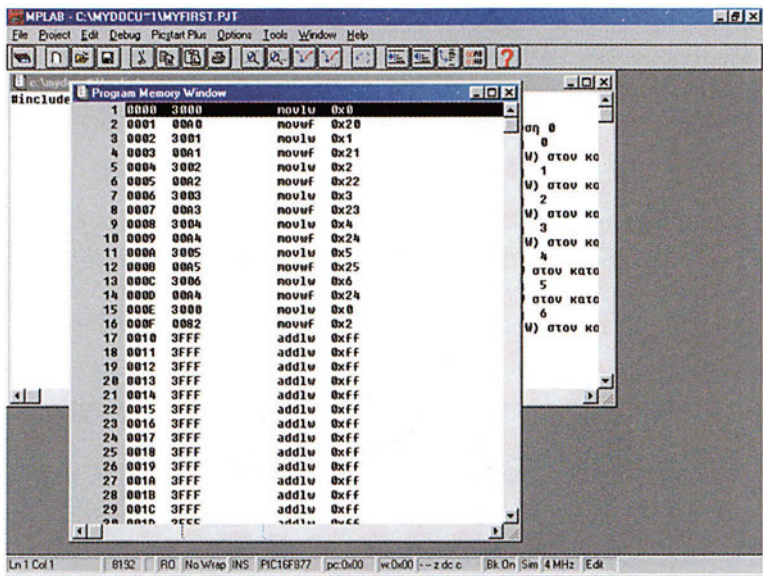 MPLAB - C:\MYDOCU~1\MYFIRST.PJT
File Project Edit Debug Picstart Plus Options Tools Window Help
Program Memory Window
#include
1 0000 3000 movlw 0x0
2 0001 00A0 movwf 0x20
3 0002 3001 movlw 0x1
4 0003 00A1 movwf 0x21
5 0004 3002 movlw 0x2
6 0005 00A2 movwf 0x22
7 0006 3003 movlw 0x3
8 0007 00A3 movwf 0x23
9 0008 3004 movlw 0x4
10 0009 00A4 movwf 0x24
11 000A 3005 movlw 0x5
12 000B 00A5 movwf 0x25
13 000C 3006 movlw 0x6
14 000D 00A4 movwf 0x24
15 000E 3000 movlw 0x0
16 000F 0082 movwf 0x2
17 0010 3FFF addlw 0xff
18 0011 3FFF addlw 0xff
19 0012 3FFF addlw 0xff
20 0013 3FFF addlw 0xff
21 0014 3FFF addlw 0xff
22 0015 3FFF addlw 0xff
23 0016 3FFF addlw 0xff
24 0017 3FFF addlw 0xff
25 0018 3FFF addlw 0xff
26 0019 3FFF addlw 0xff
27 001A 3FFF addlw 0xff
28 001B 3FFF addlw 0xff
29 001C 3FFF addlw 0xff
ση 0
0
W) στον κα
1
W) στον κα
2
W) στον κα
3
W) στον κα
4
στον κατα
5
στον κατα
6
W) στον κα
Ln 1 Col 1 8192 RO No Wrap INS PIC16F877 pc:0x00 w:0x00 - - z dc c Bk On Sim 4 MHz Edit